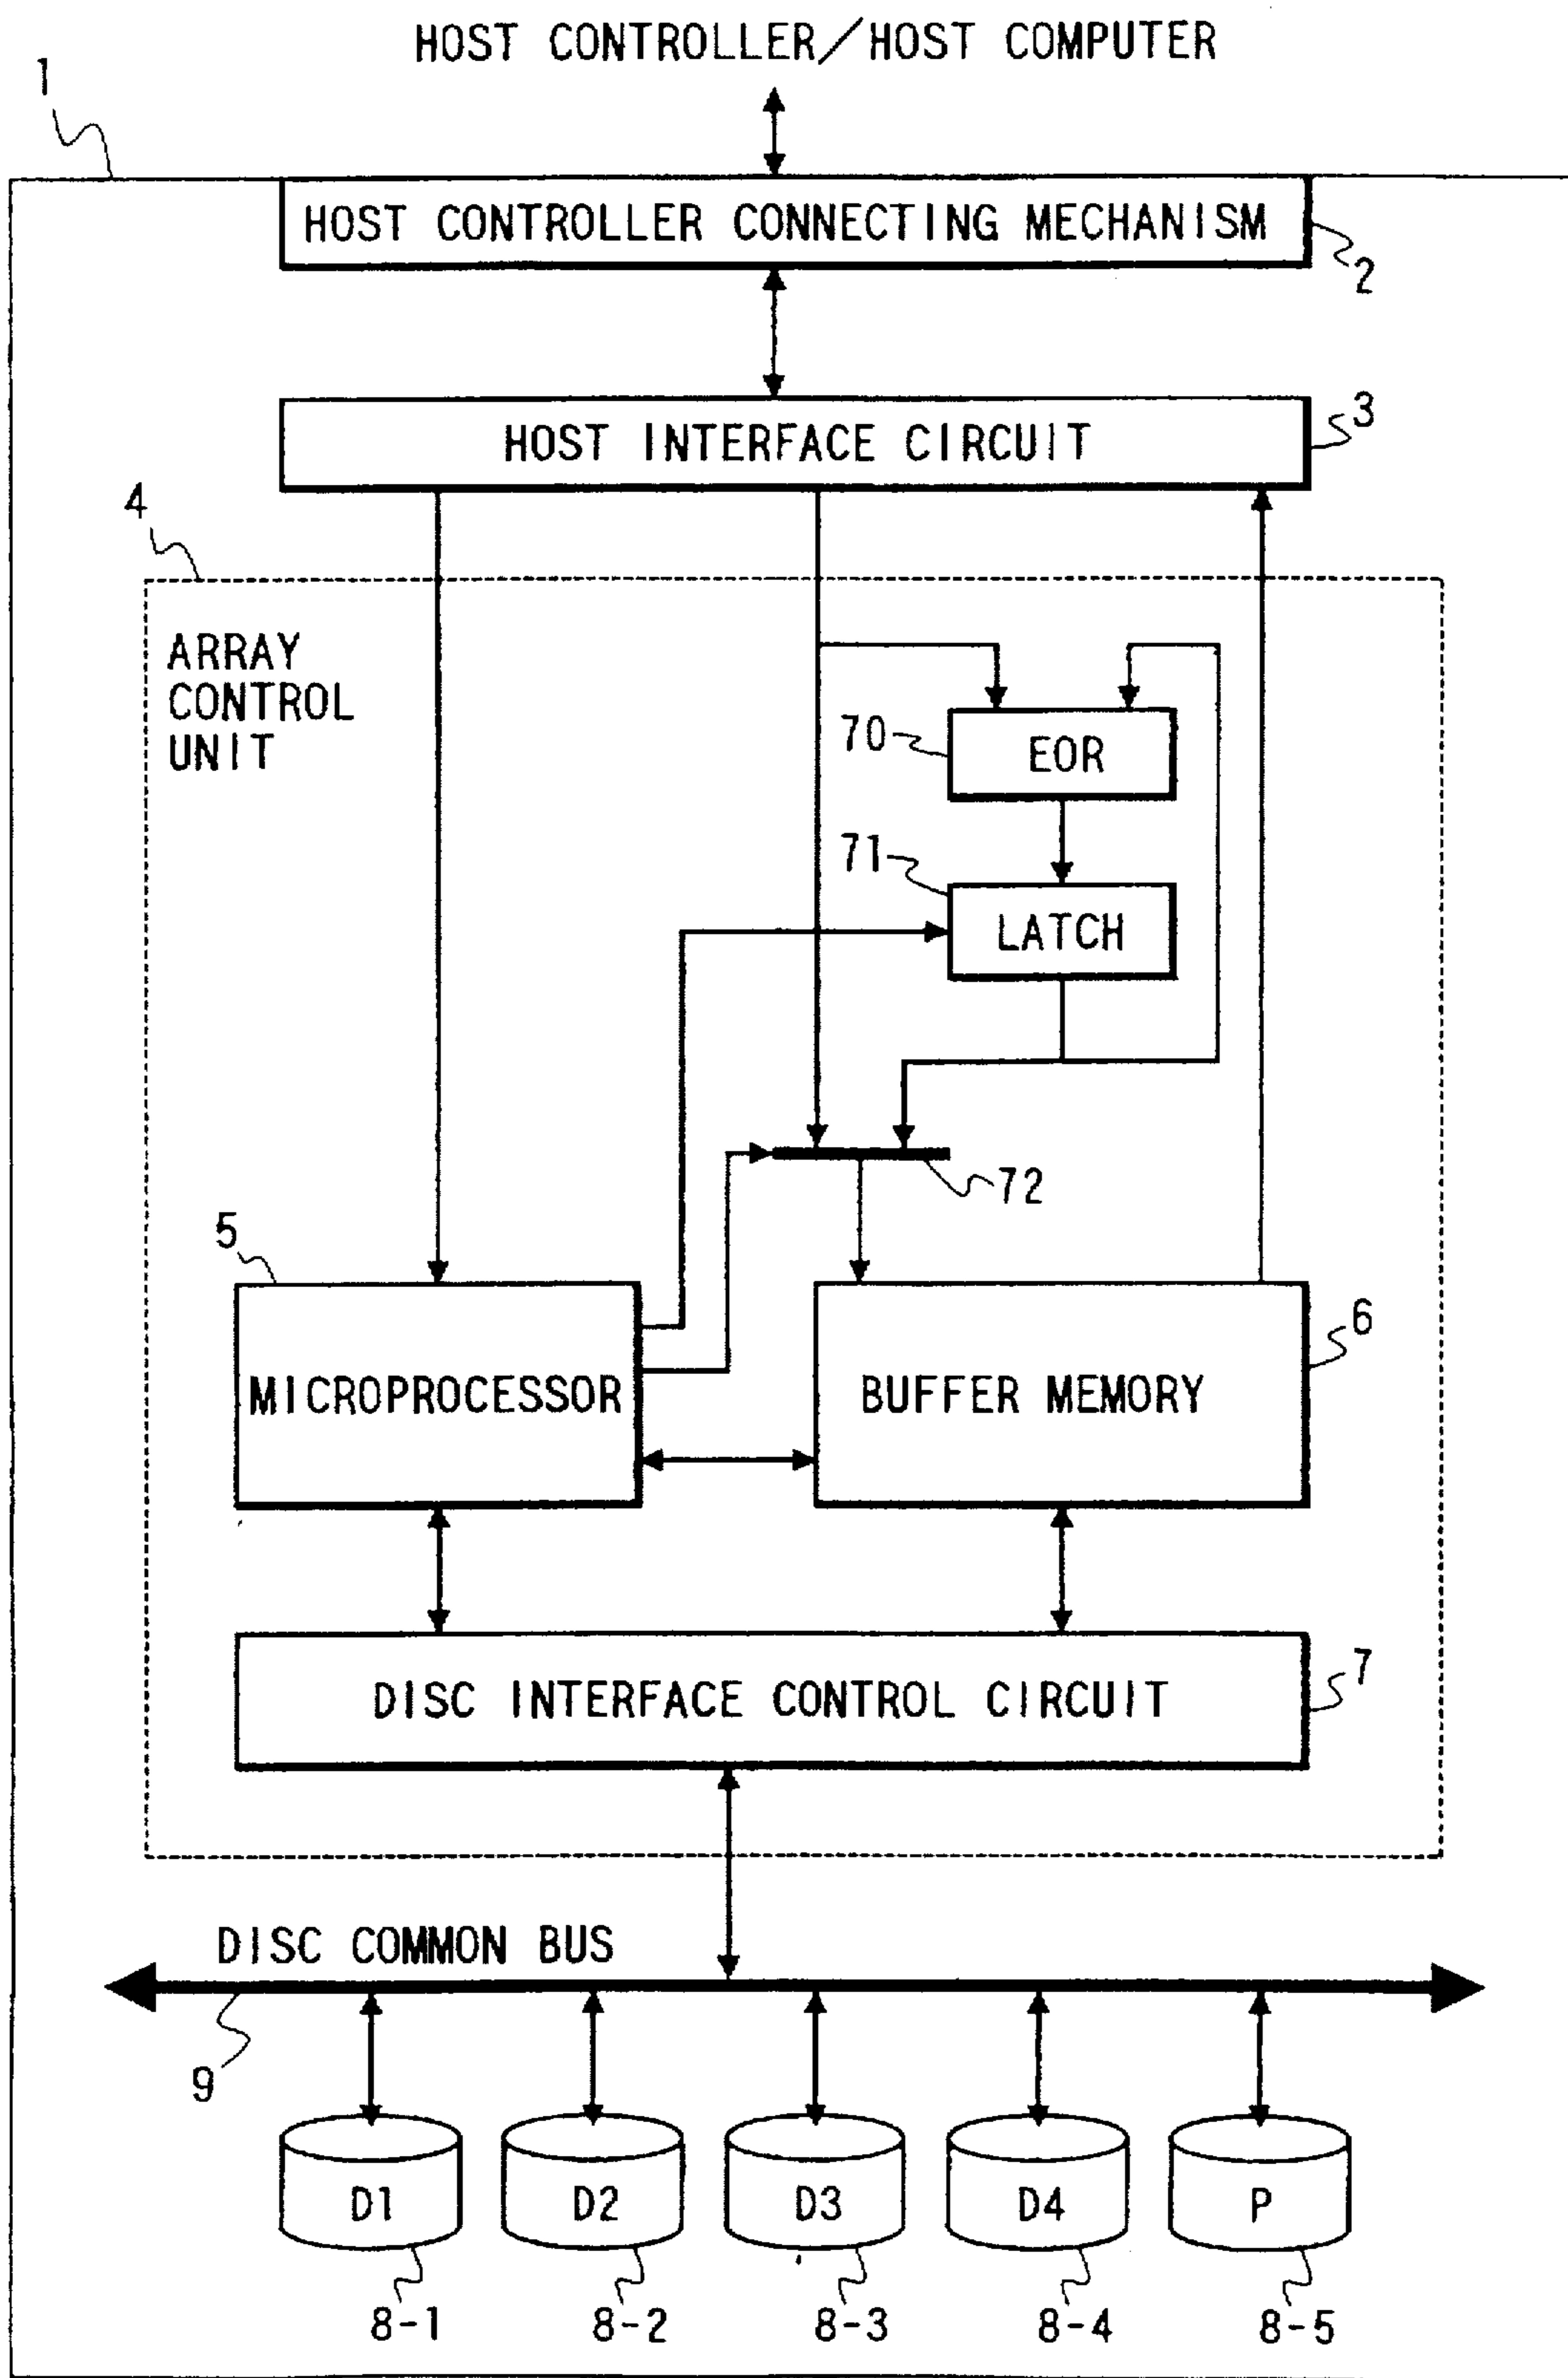 HOST CONTROLLER/HOST COMPUTER
1
HOST CONTROLLER CONNECTING MECHANISM
2
HOST INTERFACE CIRCUIT
3
4
ARRAY
CONTROL
UNIT
70
EOR
71
LATCH
72
5
MICROPROCESSOR
BUFFER MEMORY
6
DISC INTERFACE CONTROL CIRCUIT
7
DISC COMMON BUS
9
D1 D2 D3 D4 P
8-1 8-2 8-3 8-4 8-5